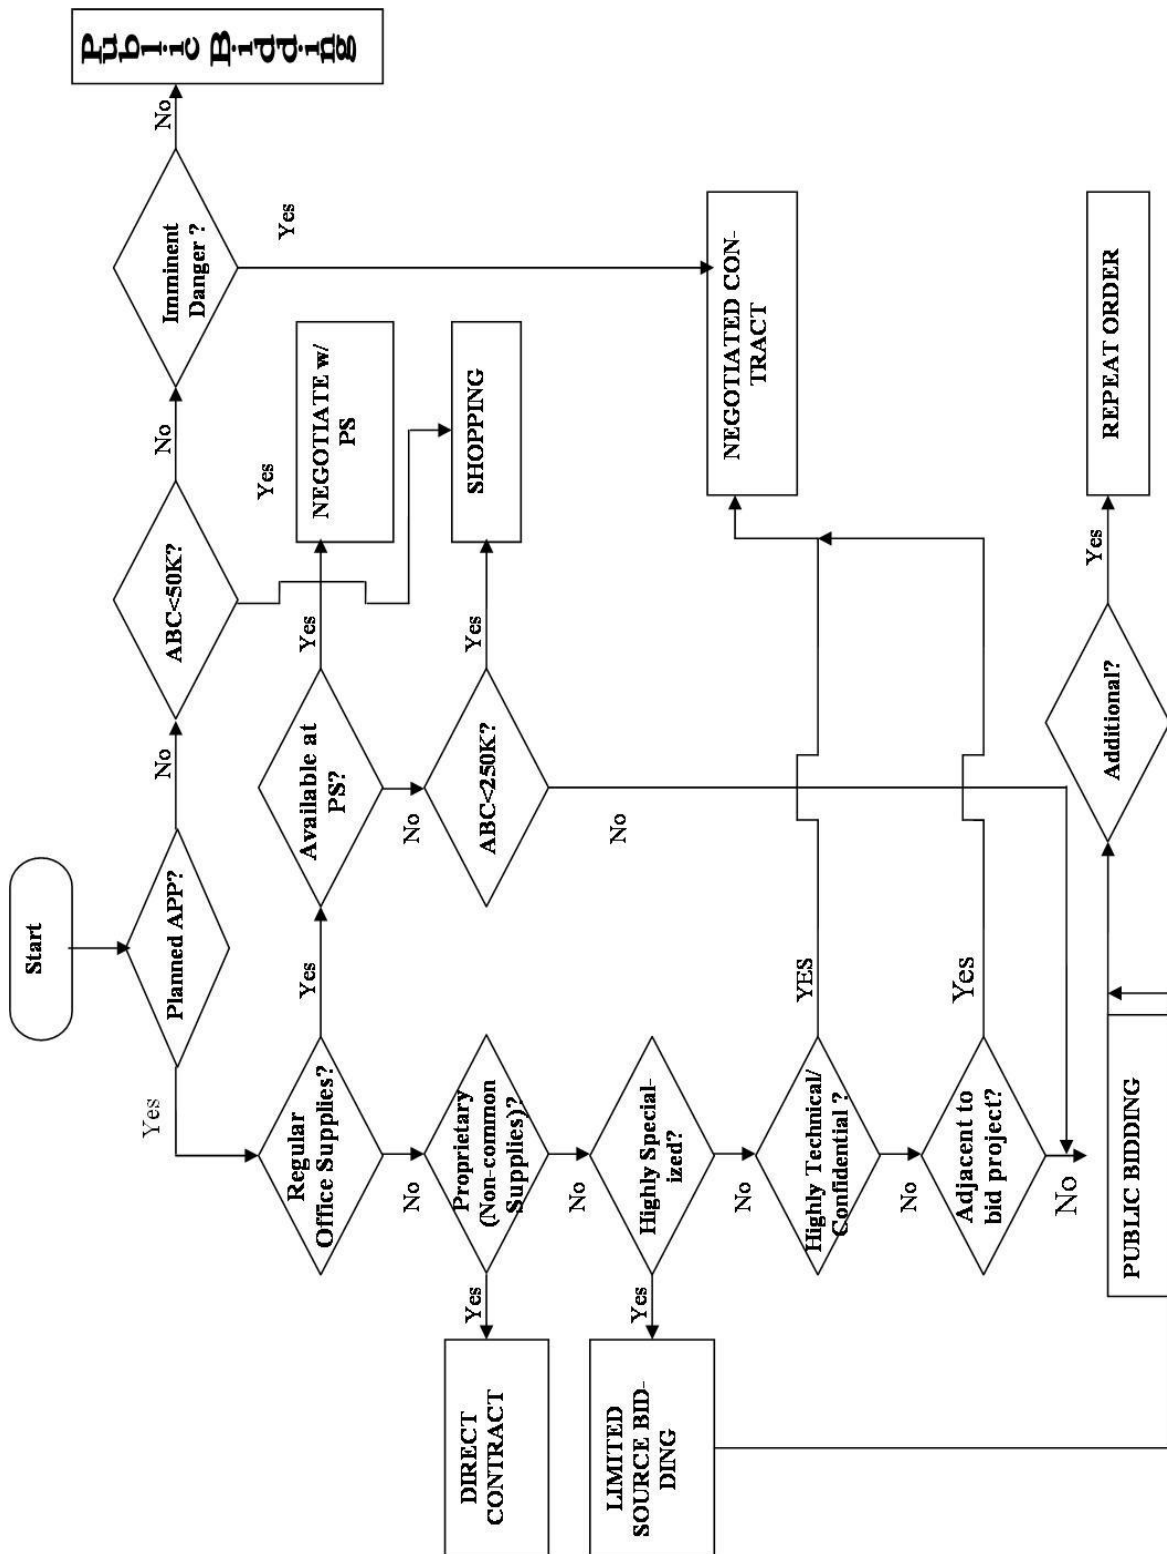 Start
Planned APP?
No
ABC<50K?
No
Imminent
Danger ?
No
Public Bidding
Yes
Yes
Yes
Regular
Office Supplies?
Yes
Available at
PS?
Yes
NEGOTIATE w/
PS
No
No
Proprietary
(Non-common
Supplies)?
Yes
DIRECT
CONTRACT
ABC<250K?
Yes
SHOPPING
No
No
Highly Special-
ized?
Yes
LIMITED
SOURCE BID-
DING
No
Highly Technical/
Confidential ?
YES
NEGOTIATED CON-
TRACT
No
Adjacent to
bid project?
Yes
No
PUBLIC BIDDING
Additional?
Yes
REPEAT ORDER